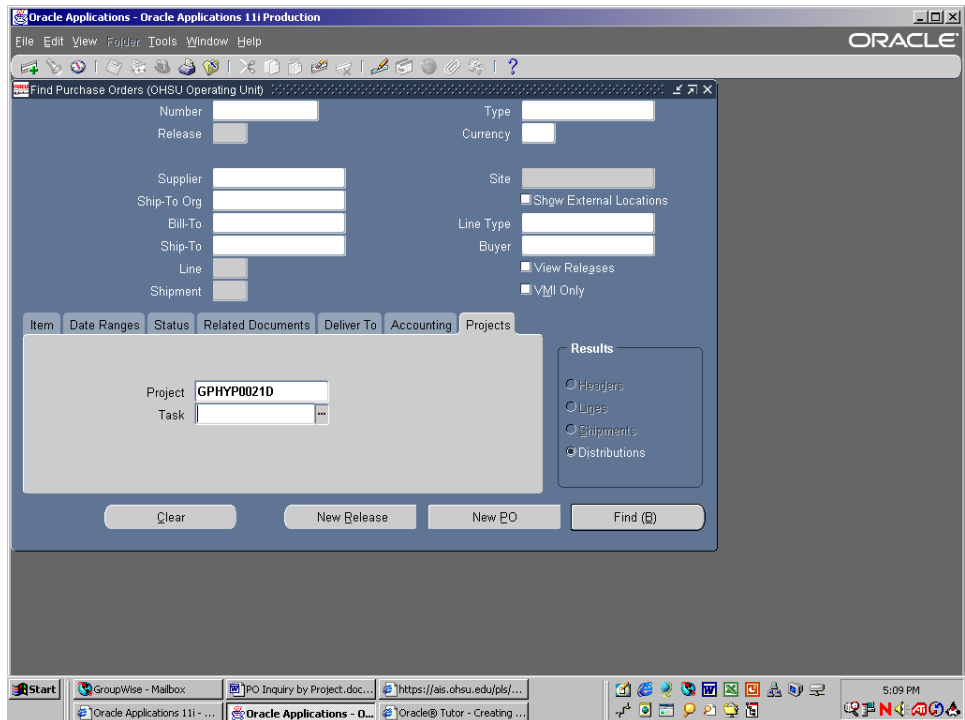 Oracle Applications - Oracle Applications 11i Production
File Edit View Folder Tools Window Help
ORACLE
Find Purchase Orders (OHSU Operating Unit)
Number
Type
Release
Currency
Supplier
Site
Ship-To Org
Show External Locations
Bill-To
Line Type
Ship-To
Buyer
Line
View Releases
Shipment
VMI Only
Item Date Ranges Status Related Documents Deliver To Accounting Projects
Results
Project GPHYP0021D
Headers
Task
Lines
Shipments
Distributions
Clear New Release New PO Find (B)
Start GroupWise - Mailbox PO Inquiry by Project.doc... https://ais.ohsu.edu/pls/... 5:09 PM
Oracle Applications 11i - ... Oracle Applications - O... Oracle® Tutor - Creating ...